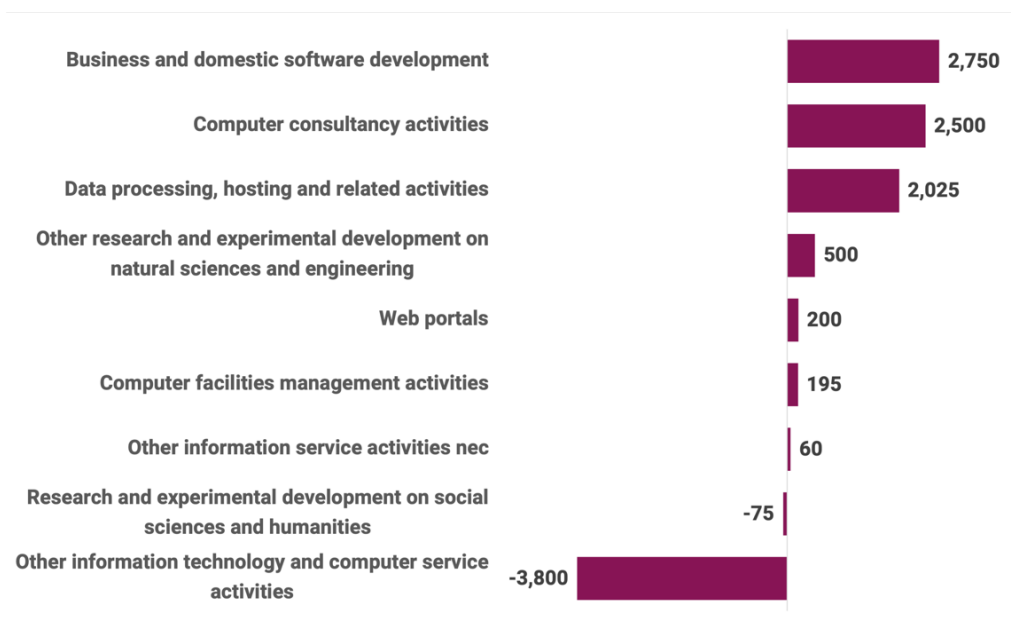 Business and domestic software development
2,750
Computer consultancy activities
2,500
Data processing, hosting and related activities
2,025
Other research and experimental development on
natural sciences and engineering
500
Web portals
200
Computer facilities management activities
195
Other information service activities nec
60
Research and experimental development on social
sciences and humanities
-75
Other information technology and computer service
activities
-3,800